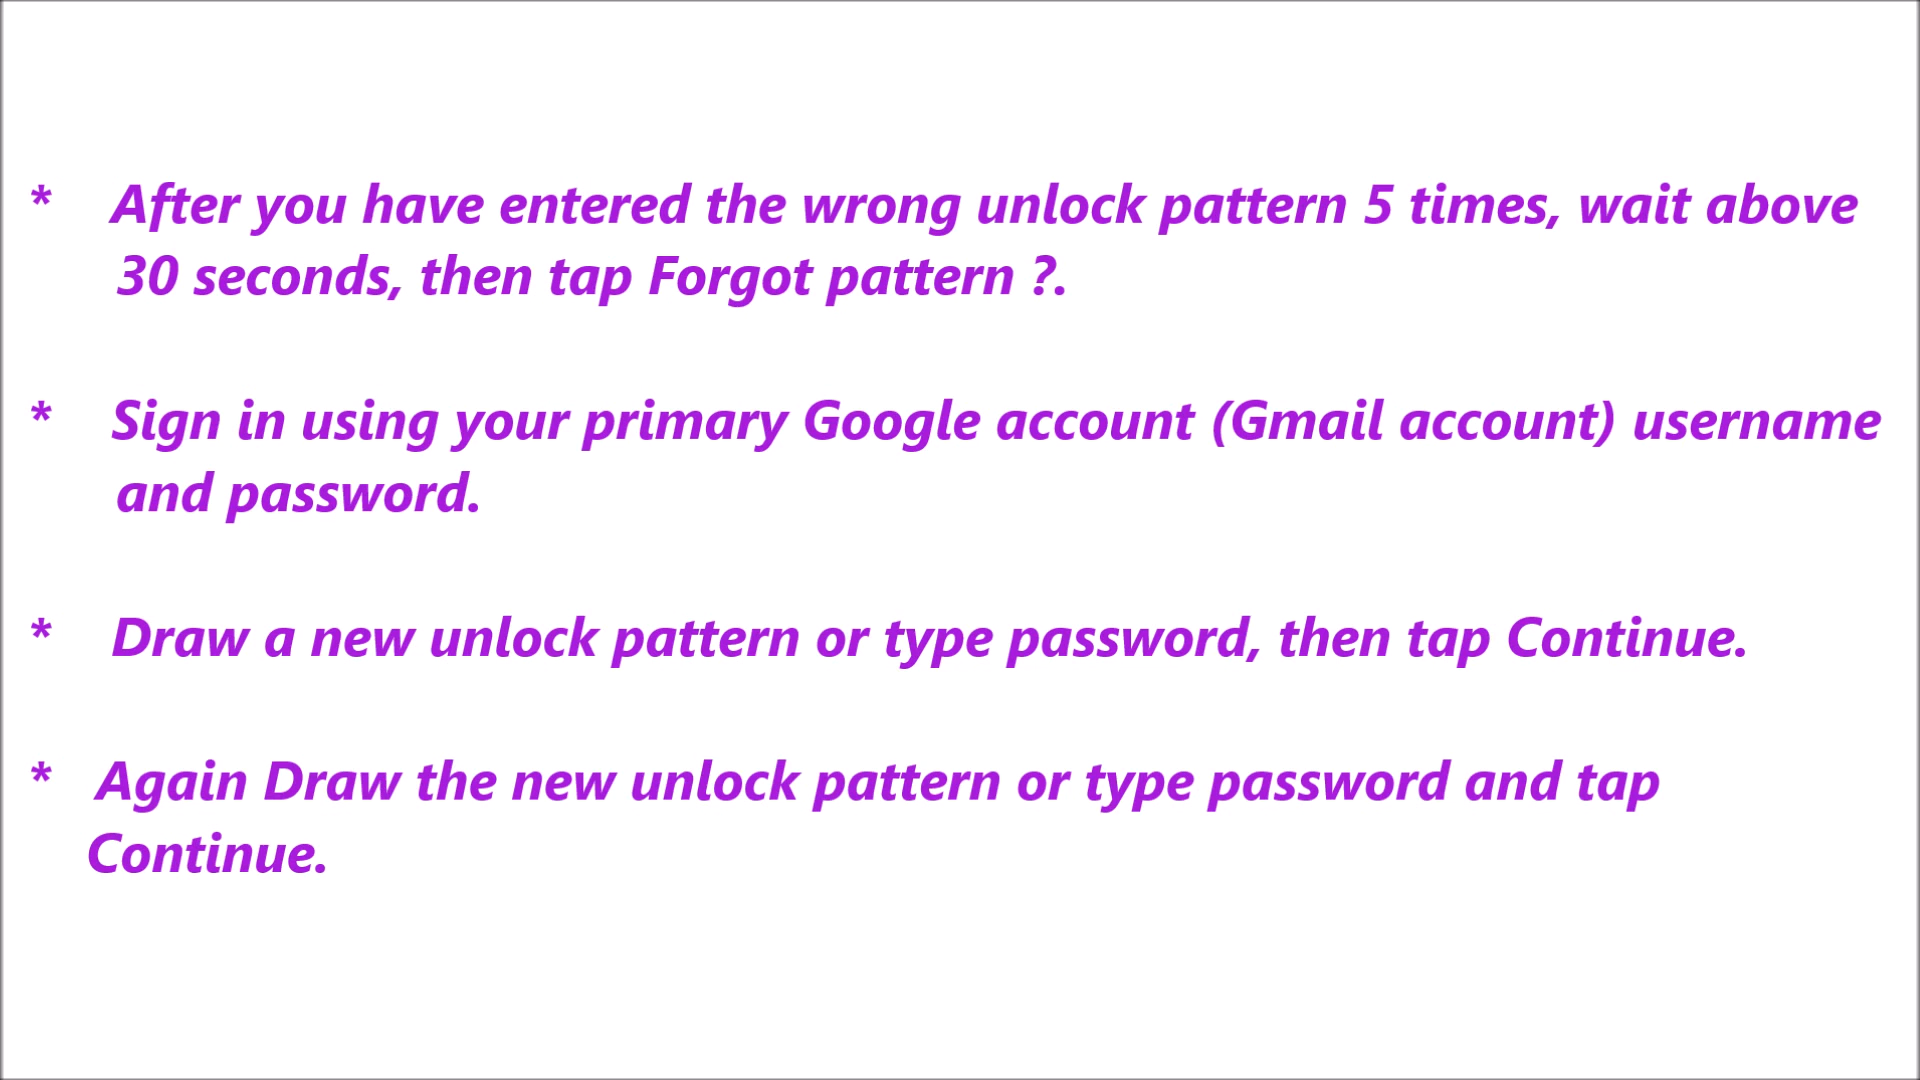 * After you have entered the wrong unlock pattern 5 times, wait above
30 seconds, then tap Forgot pattern ?.
* Sign in using your primary Google account (Gmail account) username
and password.
* Draw a new unlock pattern or type password, then tap Continue.
* Again Draw the new unlock pattern or type password and tap
Continue.